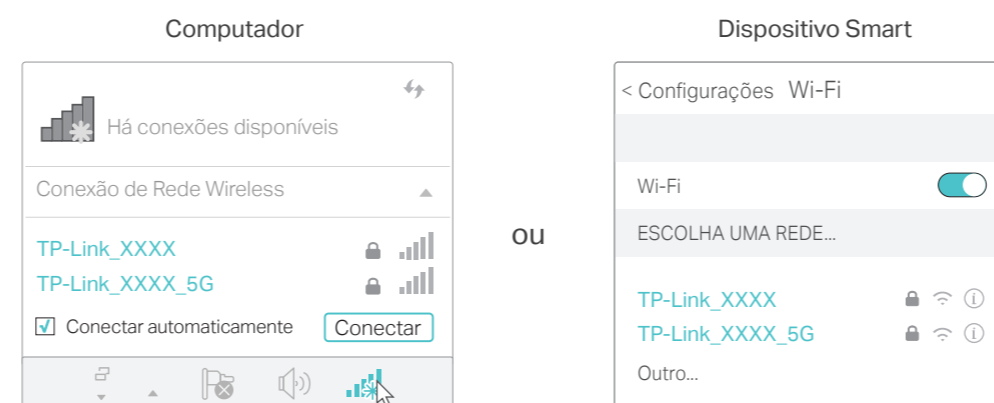 Computador
Há conexões disponíveis
Conexão de Rede Wireless
TP-Link_XXXX
TP-Link_XXXX_5G
Conectar automaticamente
Conectar
ou
Dispositivo Smart
< Configurações Wi-Fi
Wi-Fi
ESCOLHA UMA REDE...
TP-Link_XXXX
TP-Link_XXXX_5G
Outro...